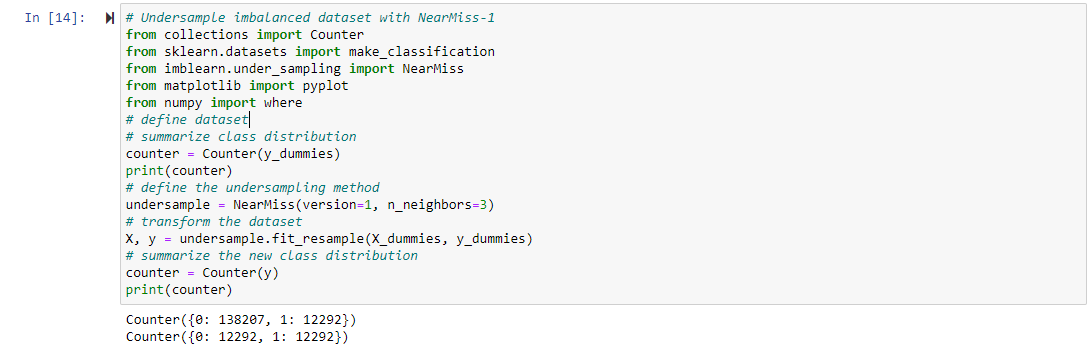 In [14]:
# Undersample imbalanced dataset with NearMiss-1
from collections import Counter
from sklearn.datasets import make_classification
from imblearn.under_sampling import NearMiss
from matplotlib import pyplot
from numpy import where
# define dataset
# summarize class distribution
counter = Counter(y_dummies)
print(counter)
# define the undersampling method
undersample = NearMiss(version=1, n_neighbors=3)
# transform the dataset
X, y = undersample.fit_resample(X_dummies, y_dummies)
# summarize the new class distribution
counter = Counter(y)
print(counter)
Counter({0: 138207, 1: 12292})
Counter({0: 12292, 1: 12292})